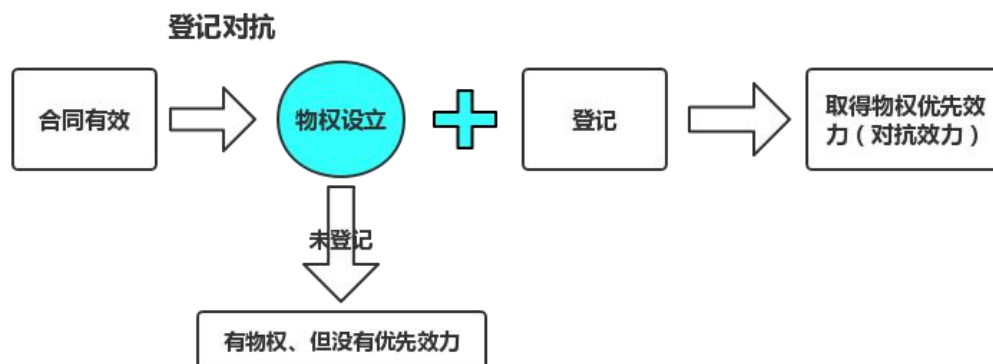 登记对抗
合同有效
物权设立
登记
取得物权优先效
力（对抗效力）
未登记
有物权、但没有优先效力